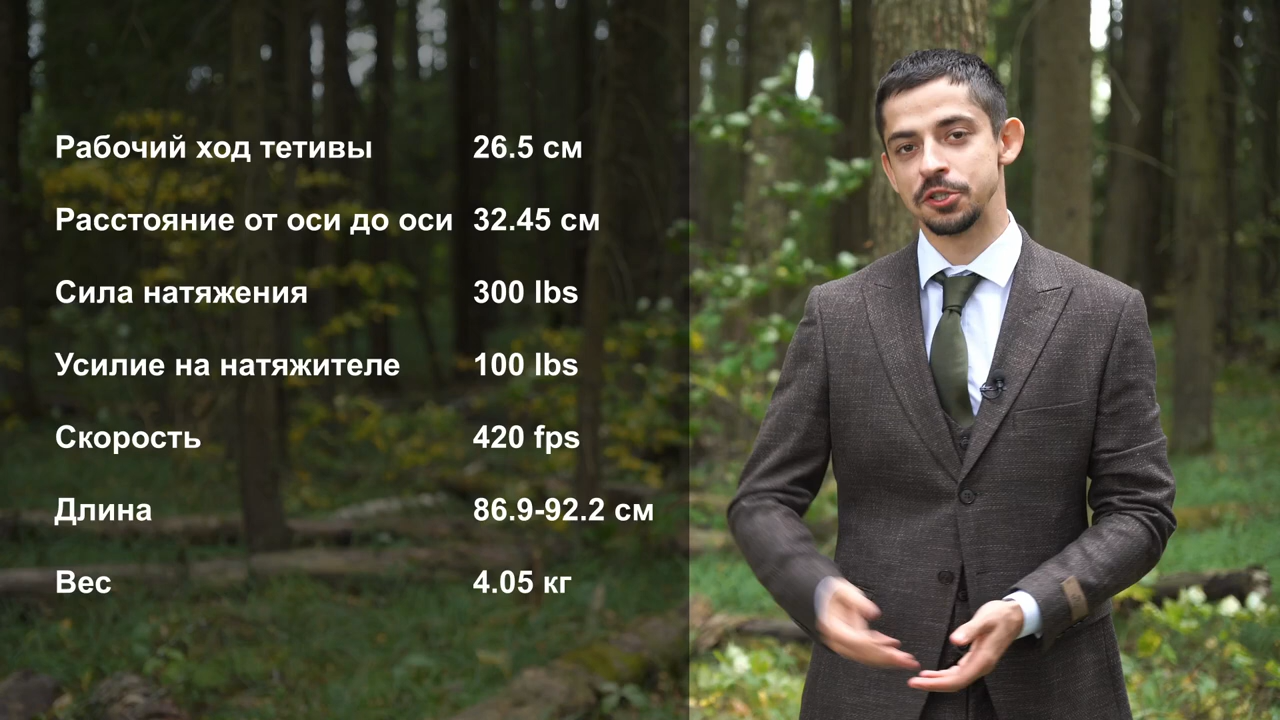 Рабочий ход тетивы 26.5 см
Расстояние от оси до оси 32.45 см
Сила натяжения 300 lbs
Усилие на натяжителе 100 lbs
Скорость 420 fps
Длина 86.9-92.2 см
Вес 4.05 кг